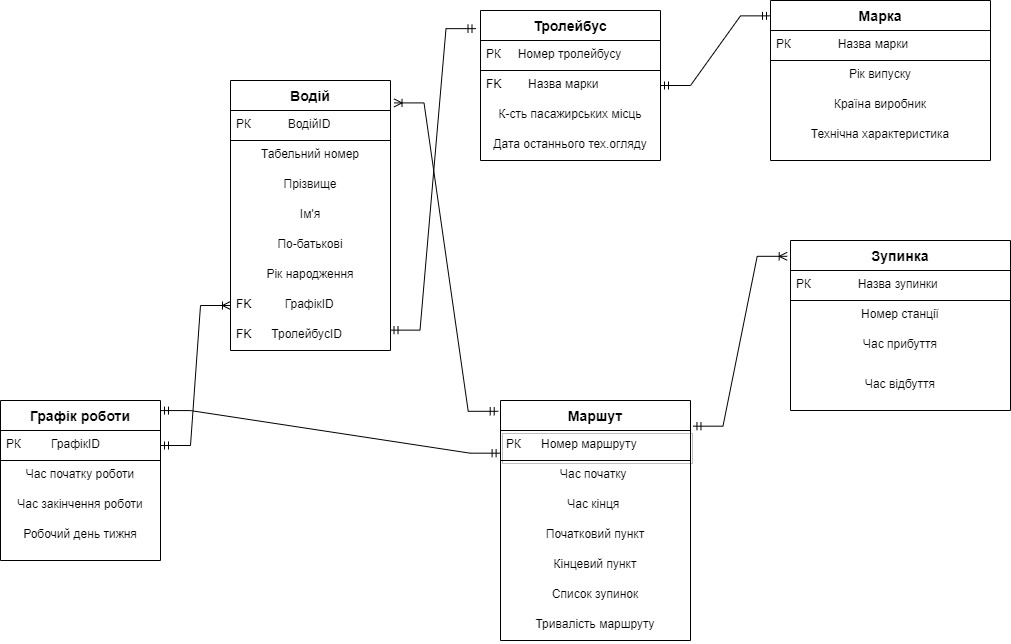 Тролейбус
PK Номер тролейбусу
FK Назва марки
К-сть пасажирських місць
Дата останнього тех.огляду
Марка
PK Назва марки
Рік випуску
Країна виробник
Технічна характеристика
Водій
PK ВодійID
Табельний номер
Прізвище
Ім'я
По-батькові
Рік народження
FK ГрафікID
FK ТролейбусID
Зупинка
PK Назва зупинки
Номер станції
Час прибуття
Час відбуття
Графік роботи
PK ГрафікID
Час початку роботи
Час закінчення роботи
Робочий день тижня
Маршут
PK Номер маршруту
Час початку
Час кінця
Початковий пункт
Кінцевий пункт
Список зупинок
Тривалість маршруту